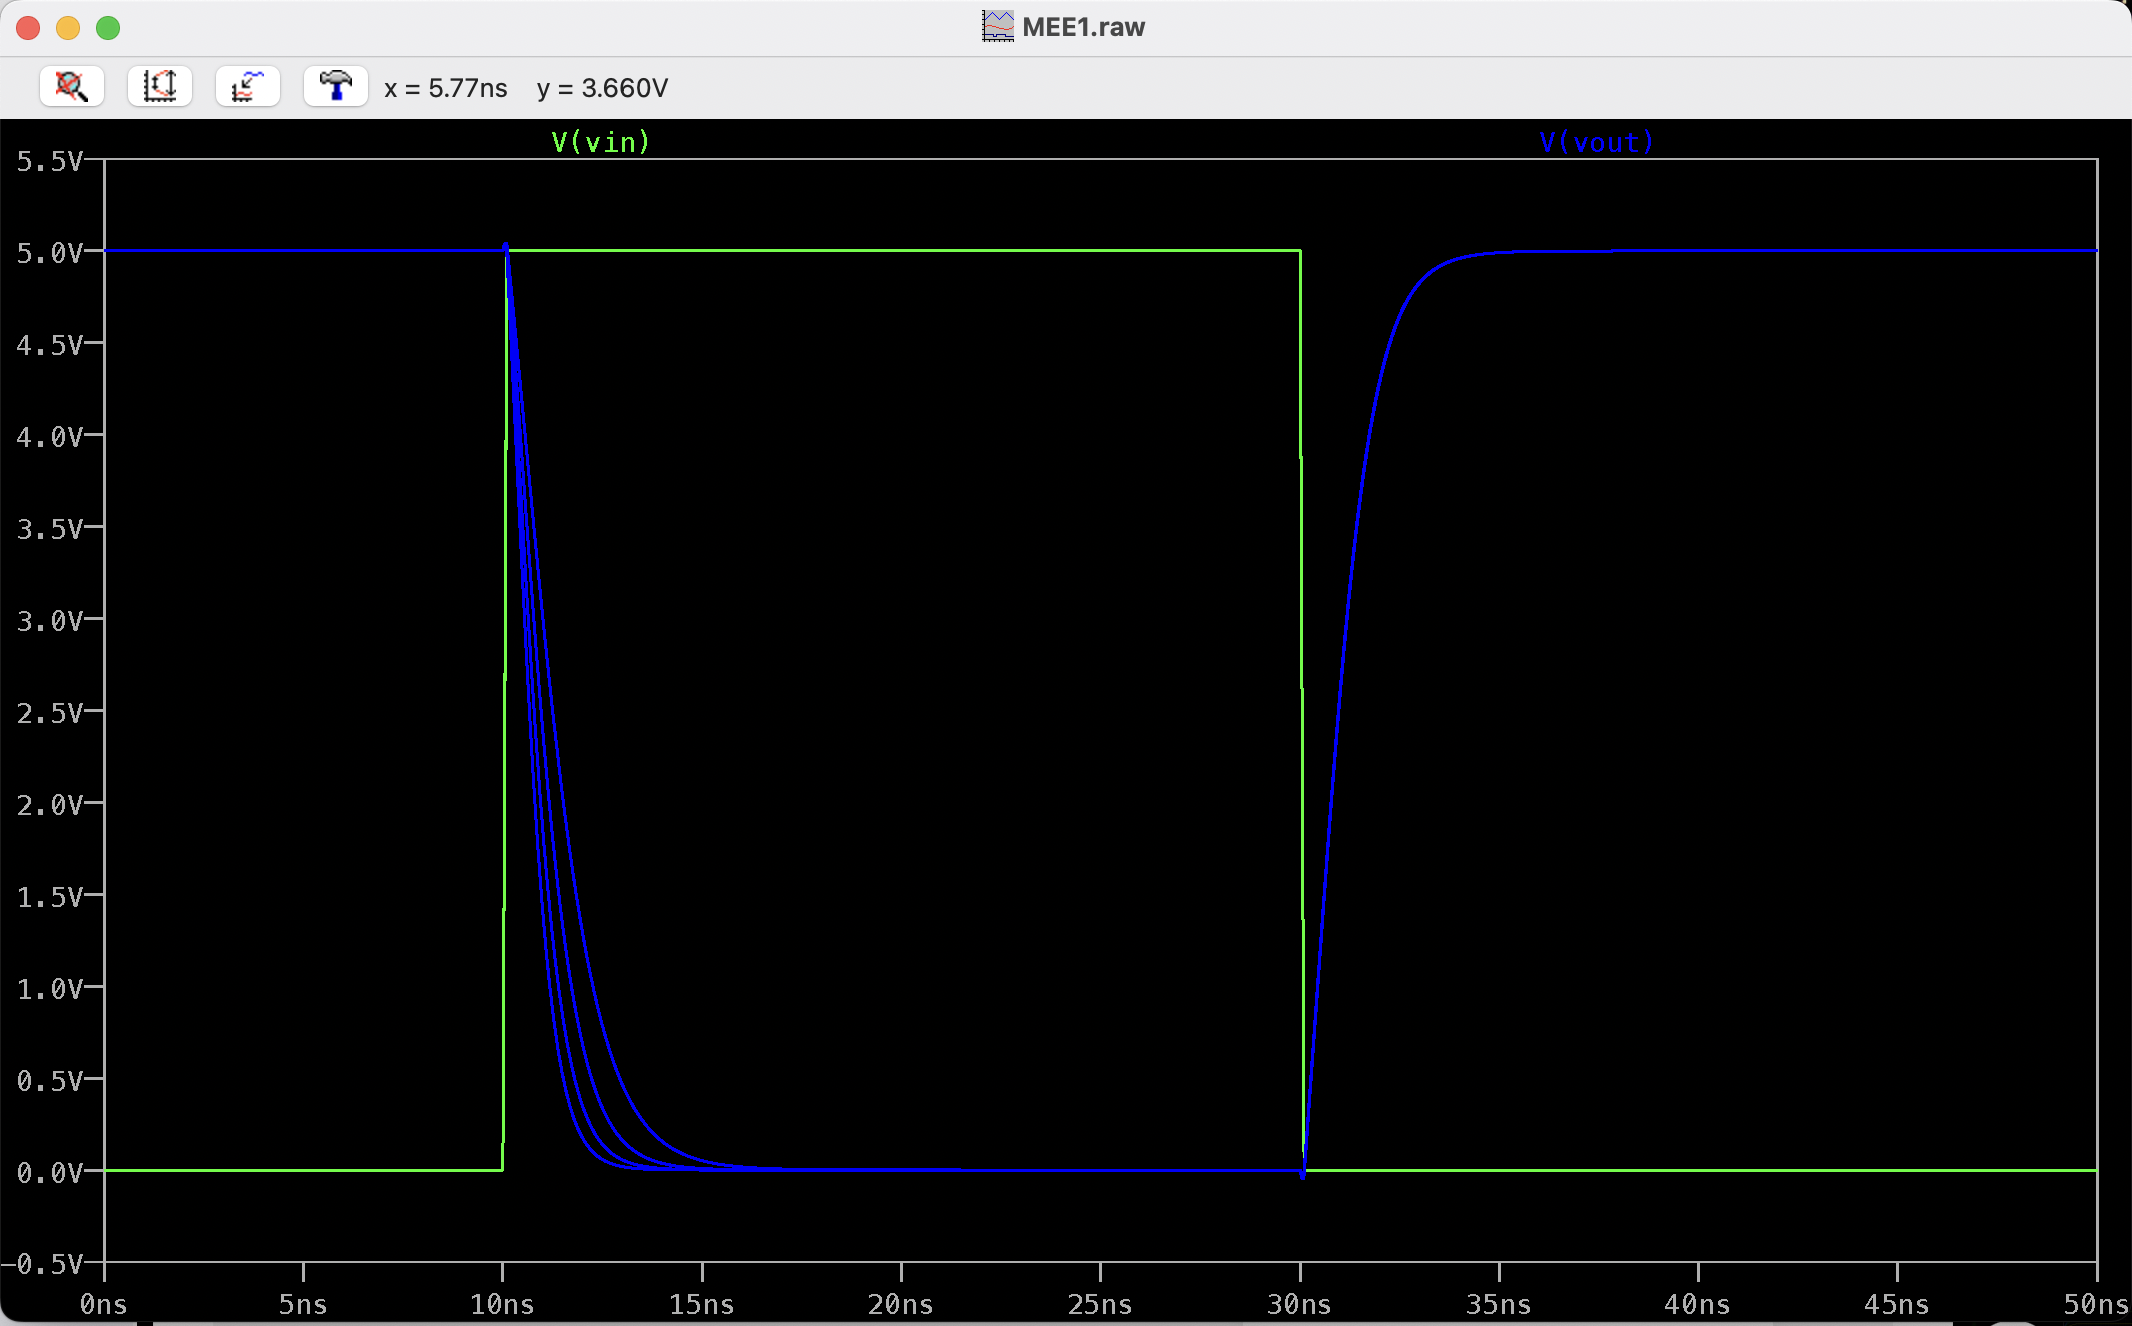 MEE1.raw
x = 5.77ns y = 3.660V
V(vin) V(vout)
5.5V
5.0V
4.5V
4.0V
3.5V
3.0V
2.5V
2.0V
1.5V
1.0V
0.5V
0.0V
-0.5V
0ns 5ns 10ns 15ns 20ns 25ns 30ns 35ns 40ns 45ns 50ns